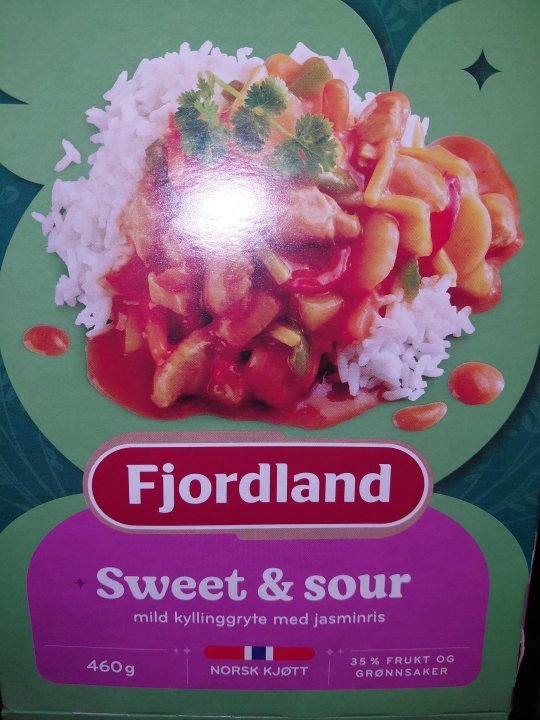 Fjordland
Sweet & sour
mild kyllinggryte med jasminris
460g
NORSK KJØTT
35% FRUKT OG
GRØNNSAKER